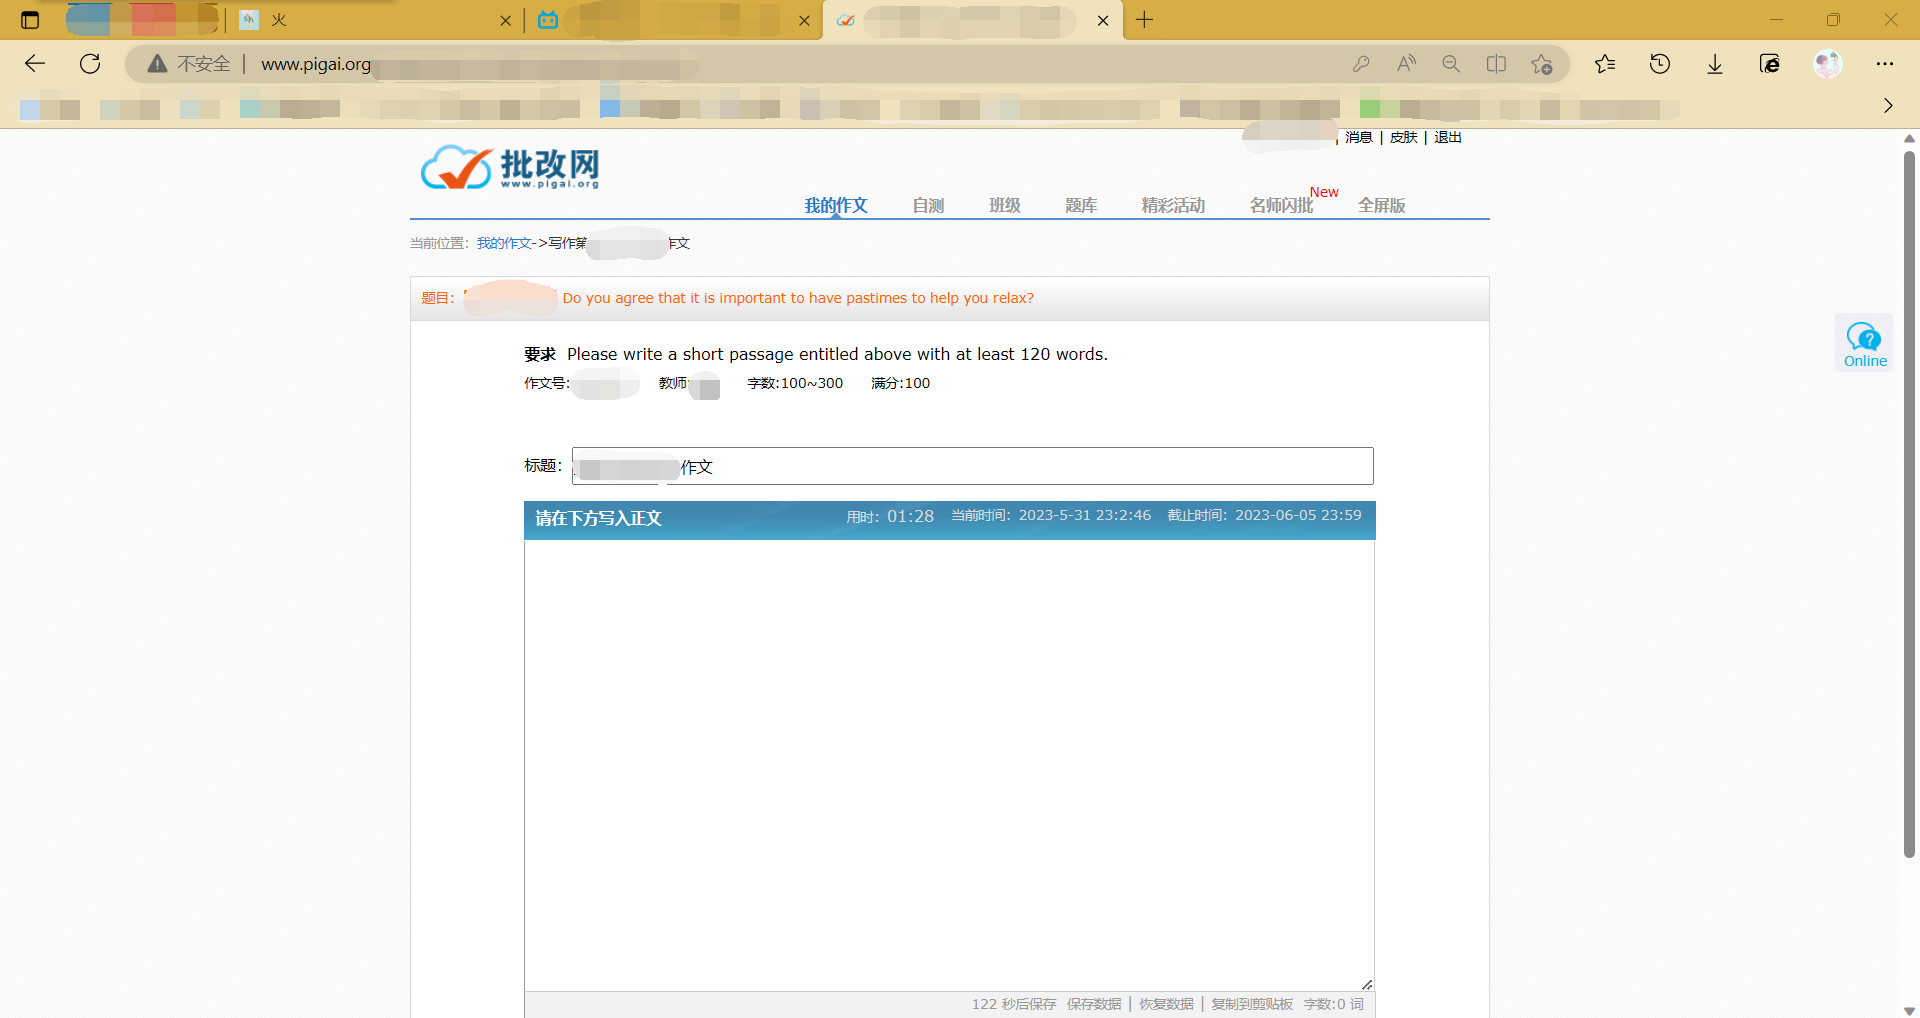 火
不安全 www.pigai.org
消息 | 皮肤 | 退出
批改网
www.pigai.org
我的作文 自测 班级 题库 精彩活动 名师闪批 New 全屏版
当前位置：我的作文->写作第 作文
题目： Do you agree that it is important to have pastimes to help you relax?
Online
要求 Please write a short passage entitled above with at least 120 words.
作文号: 教师: 字数:100~300 满分:100
标题： 作文
请在下方写入正文 用时：01:28 当前时间：2023-5-31 23:2:46 截止时间：2023-06-05 23:59
122 秒后保存 保存数据 | 恢复数据 | 复制到剪贴板 字数:0 词